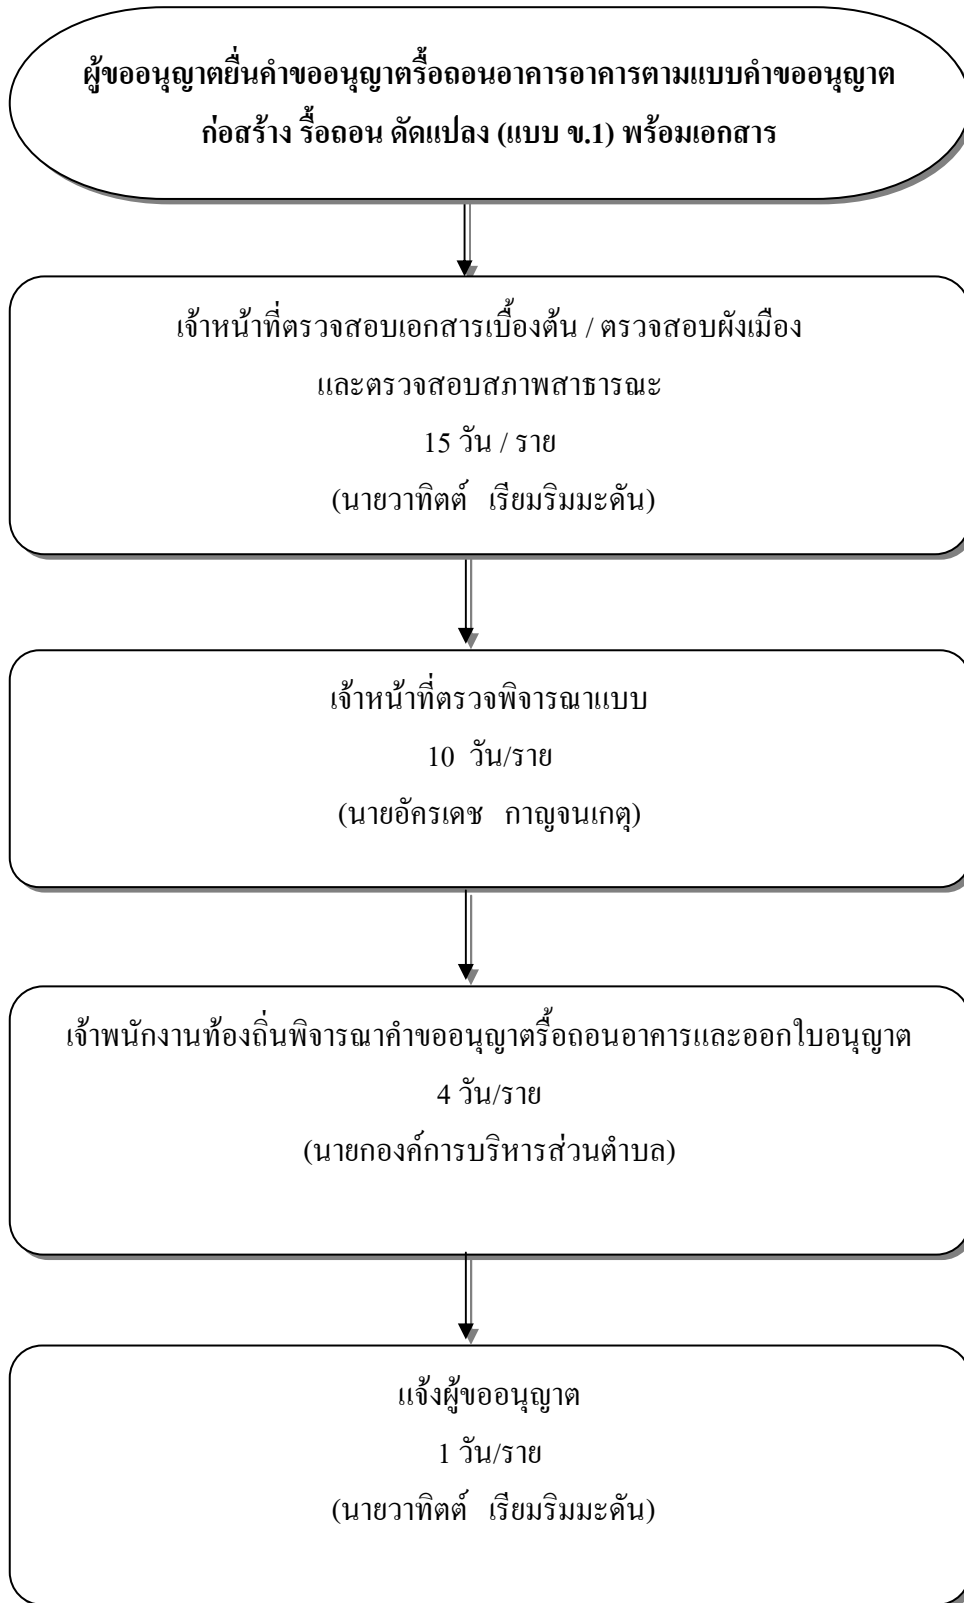 ผู้ขออนุญาตยื่นคำขออนุญาตรื้อถอนอาคารอาคารตามแบบคำขออนุญาต
ก่อสร้าง รื้อถอน ดัดแปลง (แบบ ข.1) พร้อมเอกสาร
เจ้าหน้าที่ตรวจสอบเอกสารเบื้องต้น / ตรวจสอบผังเมือง
และตรวจสอบสภาพสาธารณะ
15 วัน / ราย
(นายวาทิตต์ เรียมริมมะดัน)
เจ้าหน้าที่ตรวจพิจารณาแบบ
10 วัน/ราย
(นายอัครเดช กาญจนเกตุ)
เจ้าพนักงานท้องถิ่นพิจารณาคำขออนุญาตรื้อถอนอาคารและออกใบอนุญาต
4 วัน/ราย
(นายกองค์การบริหารส่วนตำบล)
แจ้งผู้ขออนุญาต
1 วัน/ราย
(นายวาทิตต์ เรียมริมมะดัน)